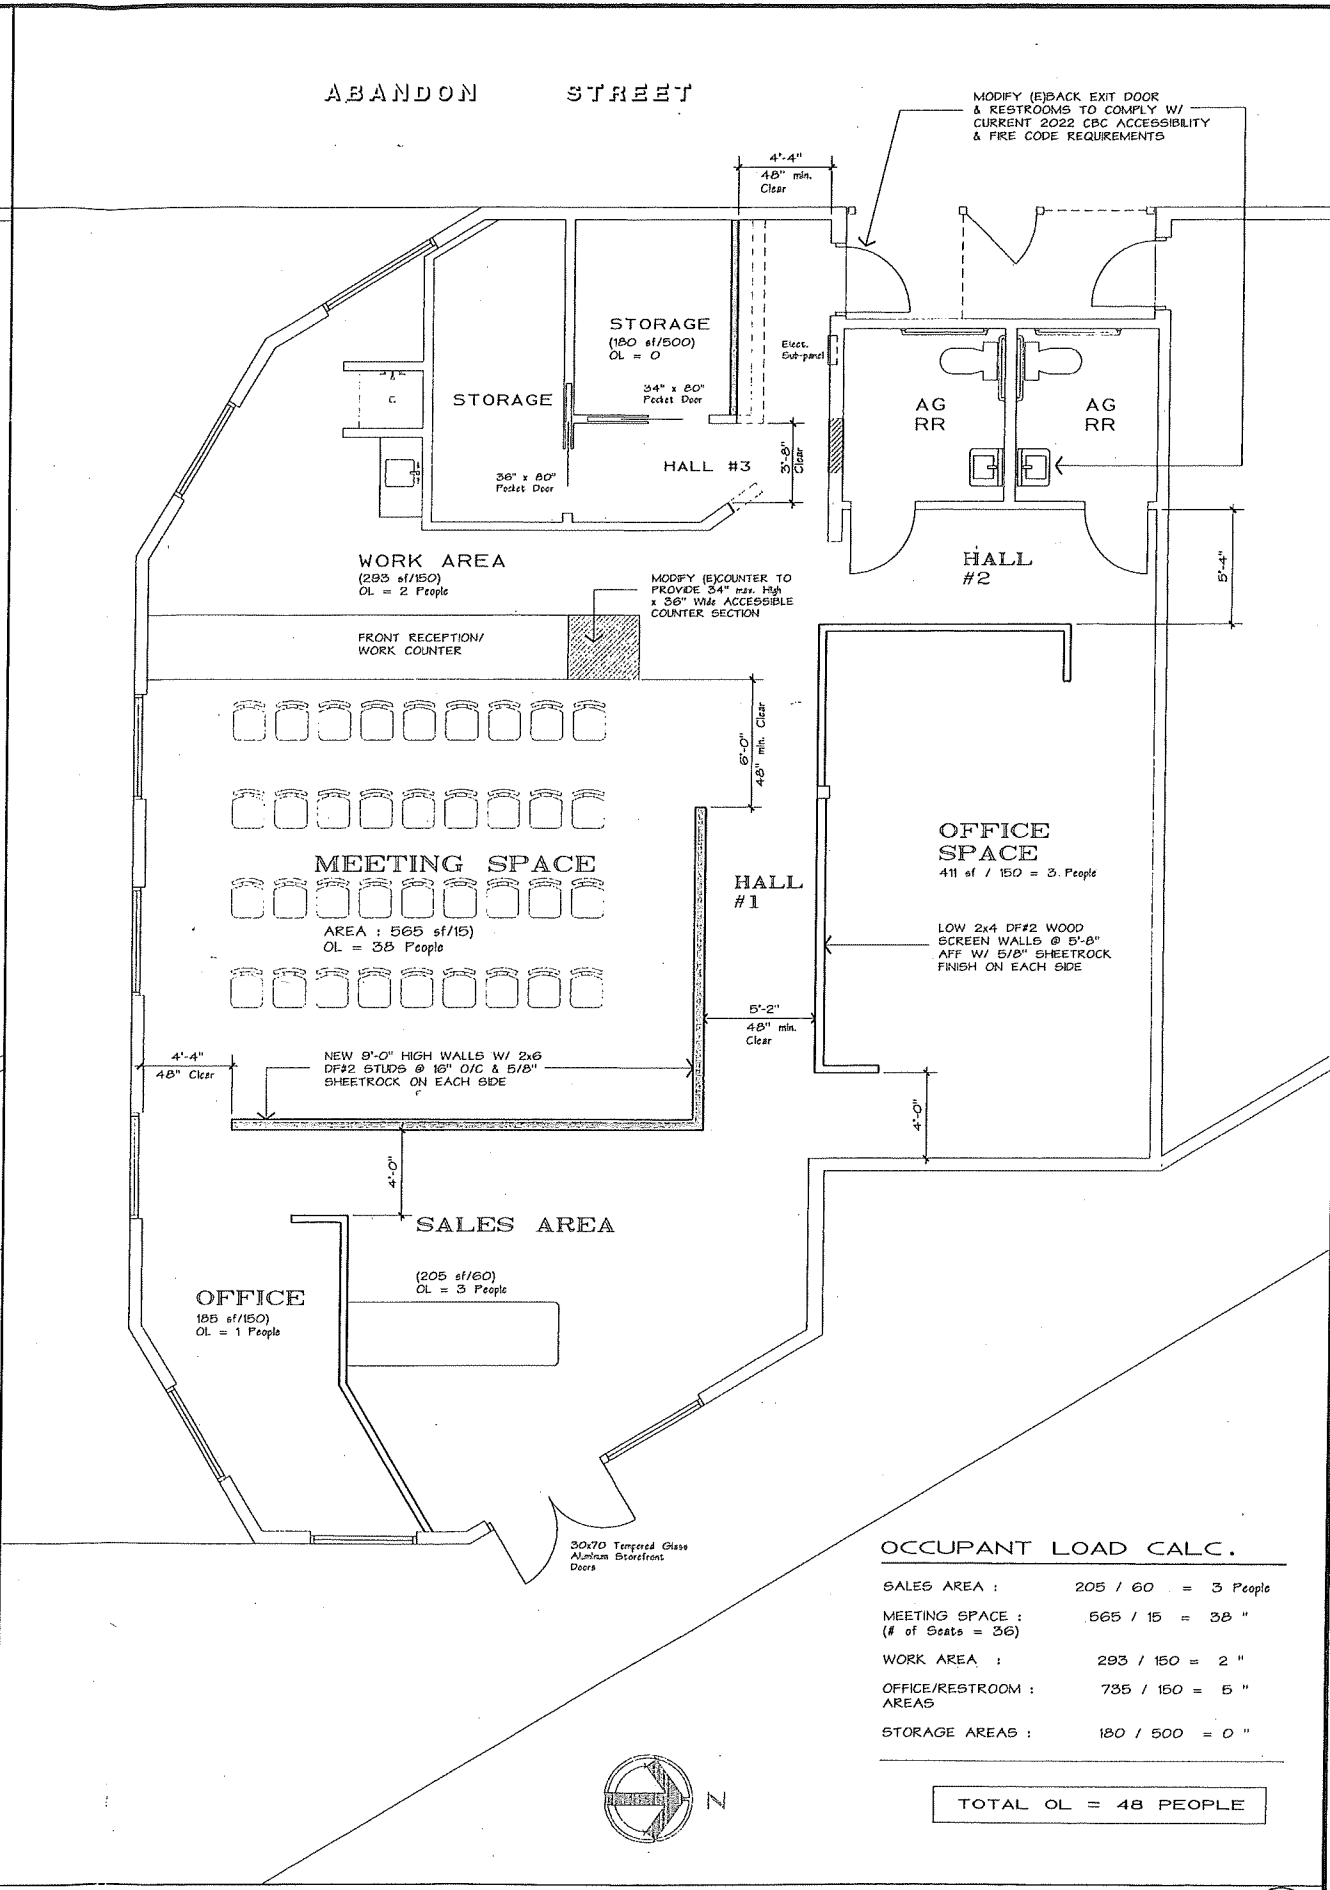 ABANDON STREET
MODIFY (E)BACK EXIT DOOR
& RESTROOMS TO COMPLY W/
CURRENT 2022 CBC ACCESSIBILITY
& FIRE CODE REQUIREMENTS
4'-4"
48" min.
Clear
STORAGE
(180 sf/500)
OL = 0
Elect.
Sub-panel
34" x 80"
Pocket Door
STORAGE
C
AG
RR
AG
RR
HALL #3
3'-8"
Clear
36" x 80"
Pocket Door
WORK AREA
(293 sf/150)
OL = 2 People
HALL
#2
5'-4"
MODIFY (E)COUNTER TO
PROVIDE 34" max. High
x 36" Wide ACCESSIBLE
COUNTER SECTION
FRONT RECEPTION/
WORK COUNTER
6'-0"
48" min. Clear
MEETING SPACE
AREA : 565 sf/15)
OL = 38 People
HALL
#1
OFFICE
SPACE
411 sf / 150 = 3. People
LOW 2x4 DF#2 WOOD
SCREEN WALLS @ 5'-8"
AFF W/ 5/8" SHEETROCK
FINISH ON EACH SIDE
5'-2"
48" min.
Clear
4'-4"
48" Clear
NEW 9'-0" HIGH WALLS W/ 2x6
DF#2 STUDS @ 16" O/C & 5/8"
SHEETROCK ON EACH SIDE
4'-0"
4'-0"
SALES AREA
(205 sf/60)
OL = 3 People
OFFICE
185 sf/150)
OL = 1 People
30x70 Tempered Glass
Aluminum Storefront
Doors
OCCUPANT LOAD CALC.
SALES AREA : 205 / 60 = 3 People
MEETING SPACE : 565 / 15 = 38 "
(# of Seats = 36)
WORK AREA : 293 / 150 = 2 "
OFFICE/RESTROOM : 735 / 150 = 5 "
AREAS
STORAGE AREAS : 180 / 500 = 0 "
TOTAL OL = 48 PEOPLE
N